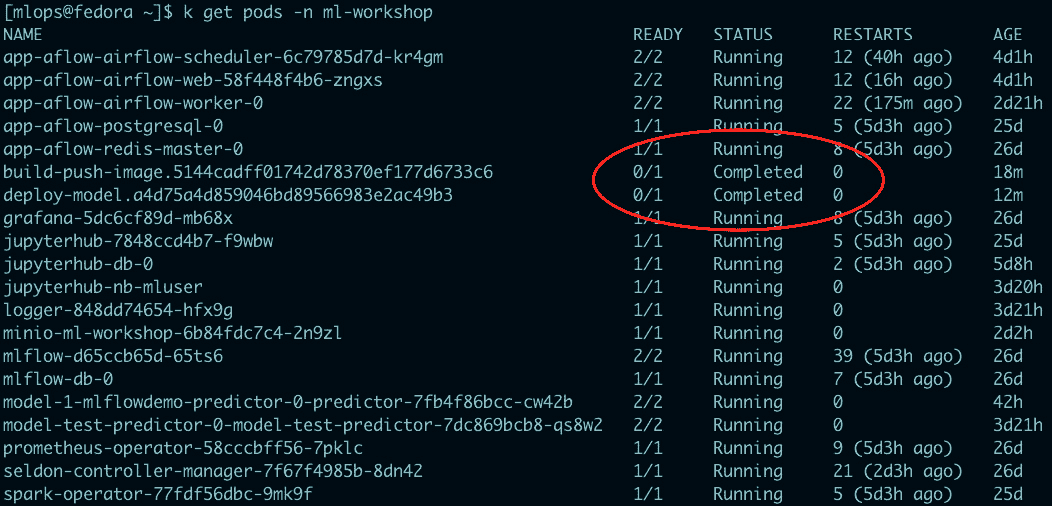 [mlops@fedora ~]$ k get pods -n ml-workshop
NAME READY STATUS RESTARTS AGE
app-aflow-airflow-scheduler-6c79785d7d-kr4gm 2/2 Running 12 (40h ago) 4d1h
app-aflow-airflow-web-58f448f4b6-zngxs 2/2 Running 12 (16h ago) 4d1h
app-aflow-airflow-worker-0 2/2 Running 22 (175m ago) 2d21h
app-aflow-postgresql-0 1/1 Running 5 (5d3h ago) 25d
app-aflow-redis-master-0 1/1 Running 8 (5d3h ago) 26d
build-push-image.5144cadff01742d78370ef177d6733c6 0/1 Completed 0 18m
deploy-model.a4d75a4d859046bd89566983e2ac49b3 0/1 Completed 0 12m
grafana-5dc6cf89d-mb68x 1/1 Running 8 (5d3h ago) 26d
jupyterhub-7848ccd4b7-f9wbw 1/1 Running 5 (5d3h ago) 25d
jupyterhub-db-0 1/1 Running 2 (5d3h ago) 5d8h
jupyterhub-nb-mluser 1/1 Running 0 3d20h
logger-848dd74654-hfx9g 1/1 Running 0 3d21h
minio-ml-workshop-6b84fdc7c4-2n9zl 1/1 Running 0 2d2h
mlflow-d65ccb65d-65ts6 2/2 Running 39 (5d3h ago) 26d
mlflow-db-0 1/1 Running 7 (5d3h ago) 26d
model-1-mlflowdemo-predictor-0-predictor-7fb4f86bcc-cw42b 2/2 Running 0 42h
model-test-predictor-0-model-test-predictor-7dc869bcb8-qs8w2 2/2 Running 0 3d21h
prometheus-operator-58cccbff56-7pklc 1/1 Running 9 (5d3h ago) 26d
seldon-controller-manager-7f67f4985b-8dn42 1/1 Running 21 (2d3h ago) 26d
spark-operator-77fdf56dbc-9mk9f 1/1 Running 5 (5d3h ago) 25d